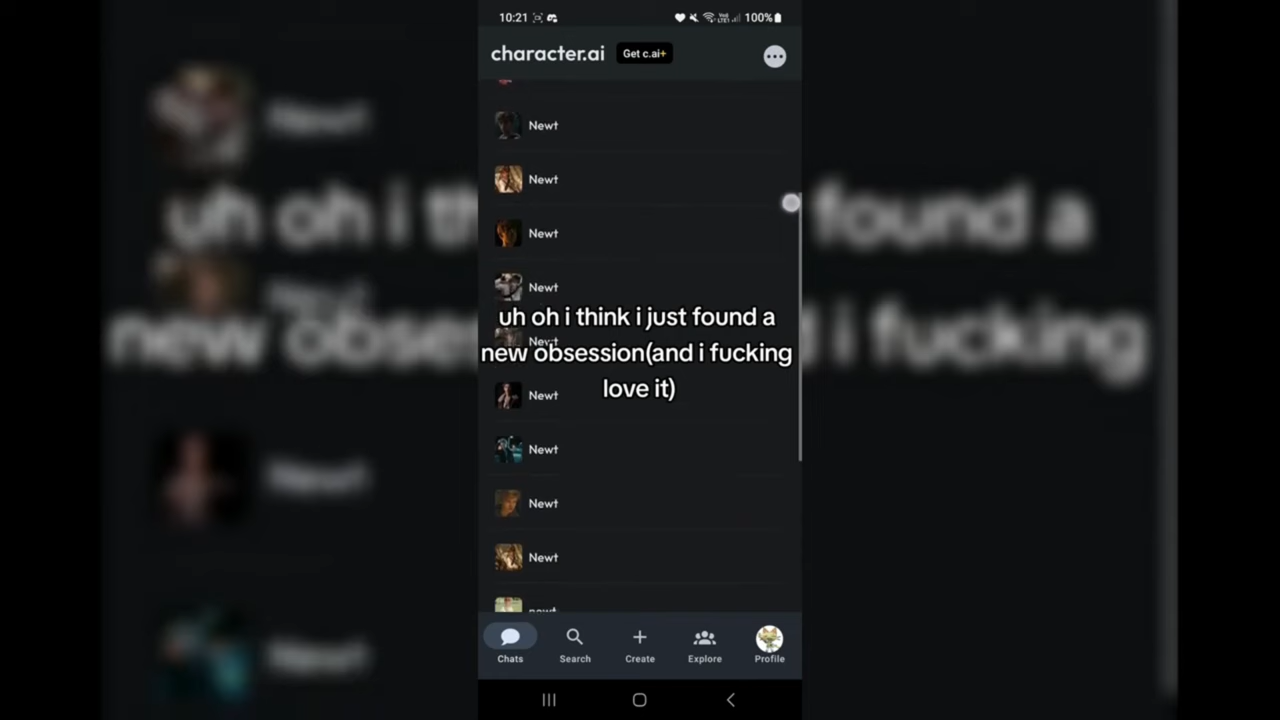 10:21
100%
character.ai Get c.ai+
Newt
Newt
Newt
Newt
uh oh i think i just found a
Newt
new obsession(and i fucking
love it)
Newt
Newt
Newt
Newt
newt
Chats Search Create Explore Profile